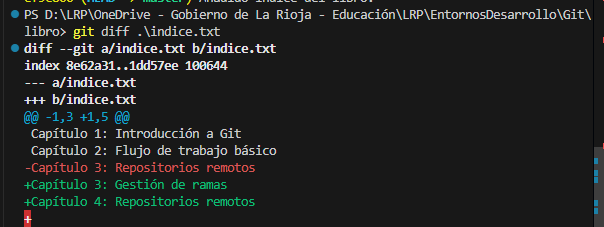 PS D:\LRP\OneDrive - Gobierno de La Rioja - Educación\LRP\EntornosDesarrollo\Git\
libro> git diff .\indice.txt
diff --git a/indice.txt b/indice.txt
index 8e62a31..1dd57ee 100644
--- a/indice.txt
+++ b/indice.txt
@@ -1,3 +1,5 @@
 Capítulo 1: Introducción a Git
 Capítulo 2: Flujo de trabajo básico
-Capítulo 3: Repositorios remotos
+Capítulo 3: Gestión de ramas
+Capítulo 4: Repositorios remotos
+